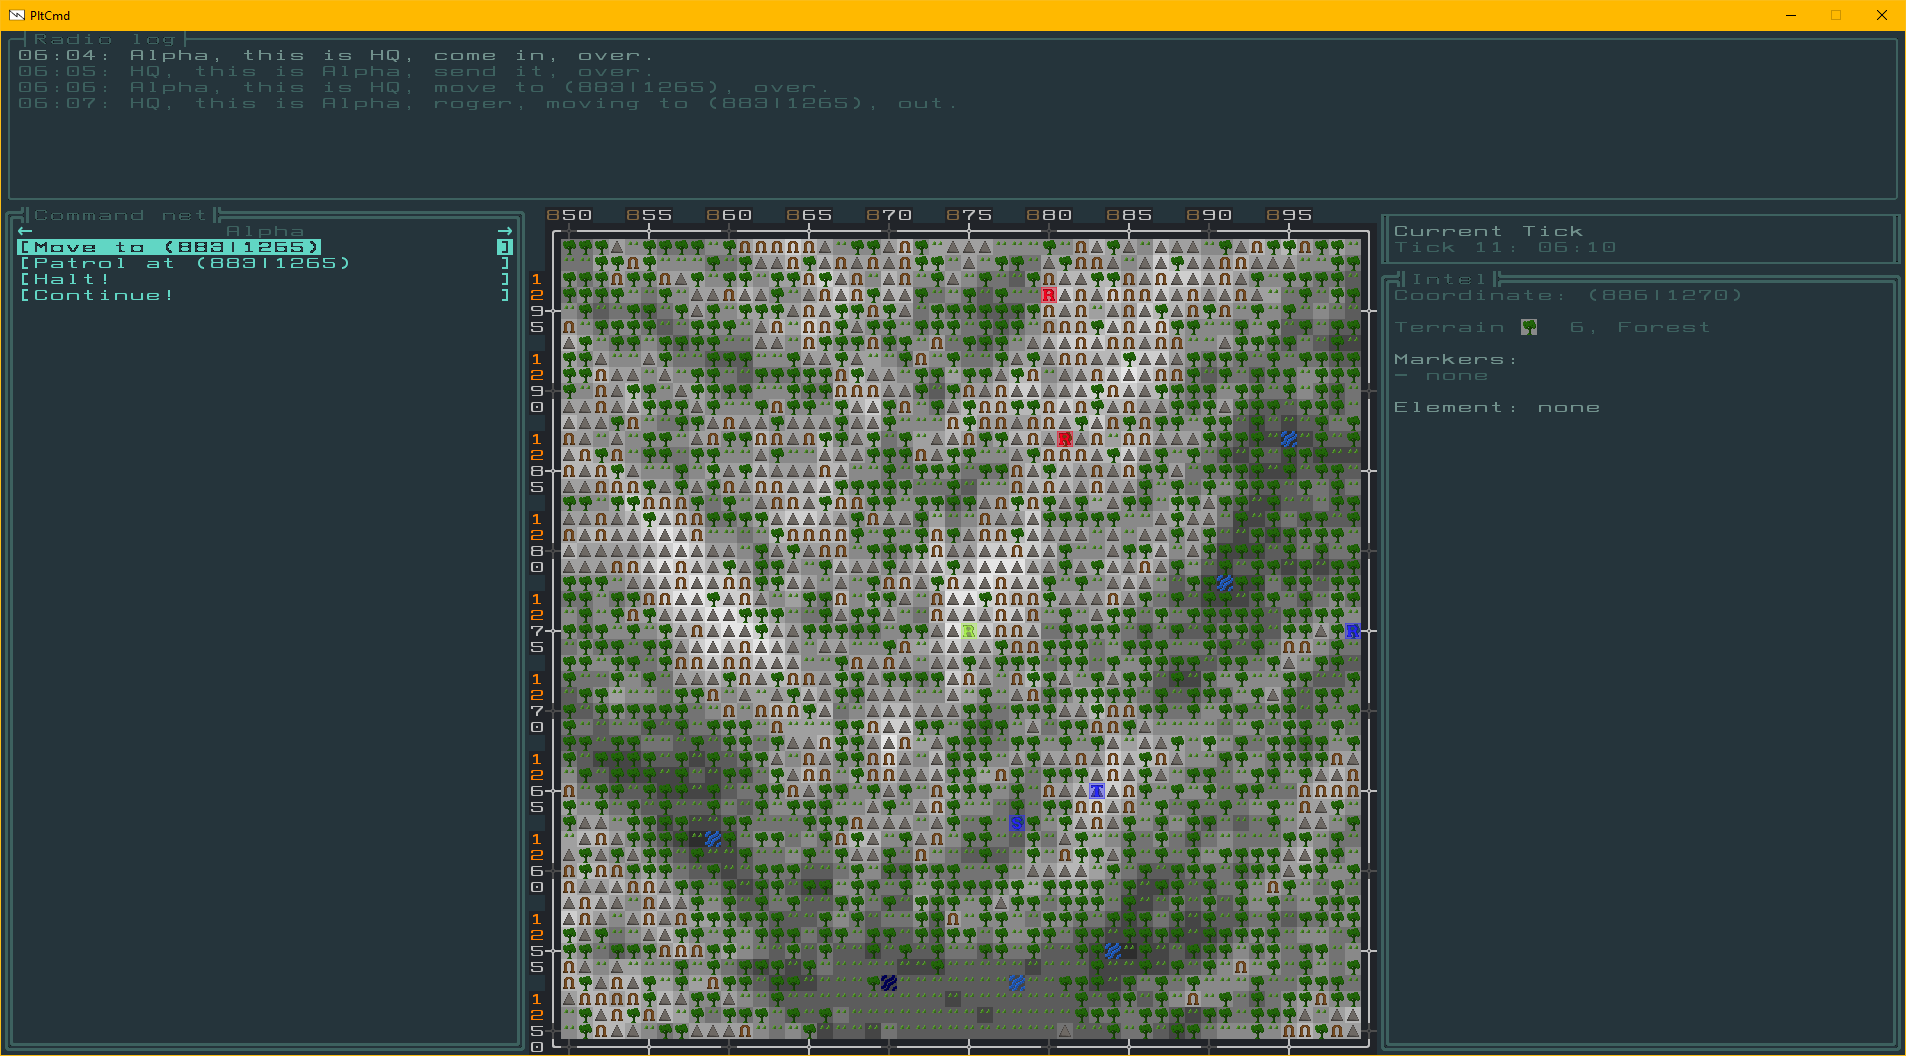 PltCmd
Radio log
06:04: Alpha, this is HQ, come in, over.
06:05: HQ, this is Alpha, send it, over.
06:06: Alpha, this is HQ, move to (883|1265), over.
06:07: HQ, this is Alpha, roger, moving to (883|1265), out.
Command net
← Alpha →
[Move to (883|1265) ]
[Patrol at (883|1265) ]
[Halt! ]
[Continue! ]
850 855 860 865 870 875 880 885 890 895
1295
1290
1285
1280
1275
1270
1265
1260
1255
1250
R
R
R
R
T
Current Tick
Tick 11: 06:10
Intel
Coordinate: (886|1270)
Terrain 6, Forest
Markers:
- none
Element: none